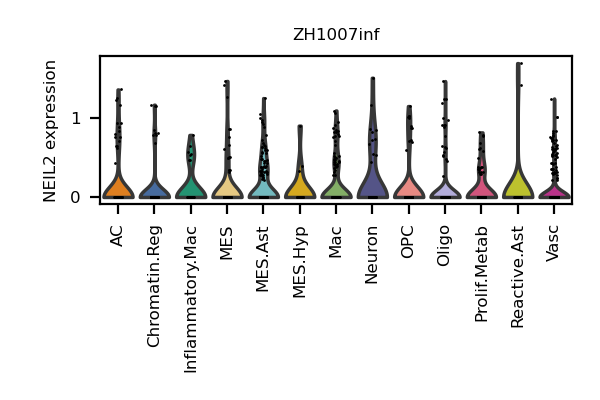 ZH1007inf
NEIL2 expression
1
0
AC
Chromatin.Reg
Inflammatory.Mac
MES
MES.Ast
MES.Hyp
Mac
Neuron
OPC
Oligo
Prolif.Metab
Reactive.Ast
Vasc